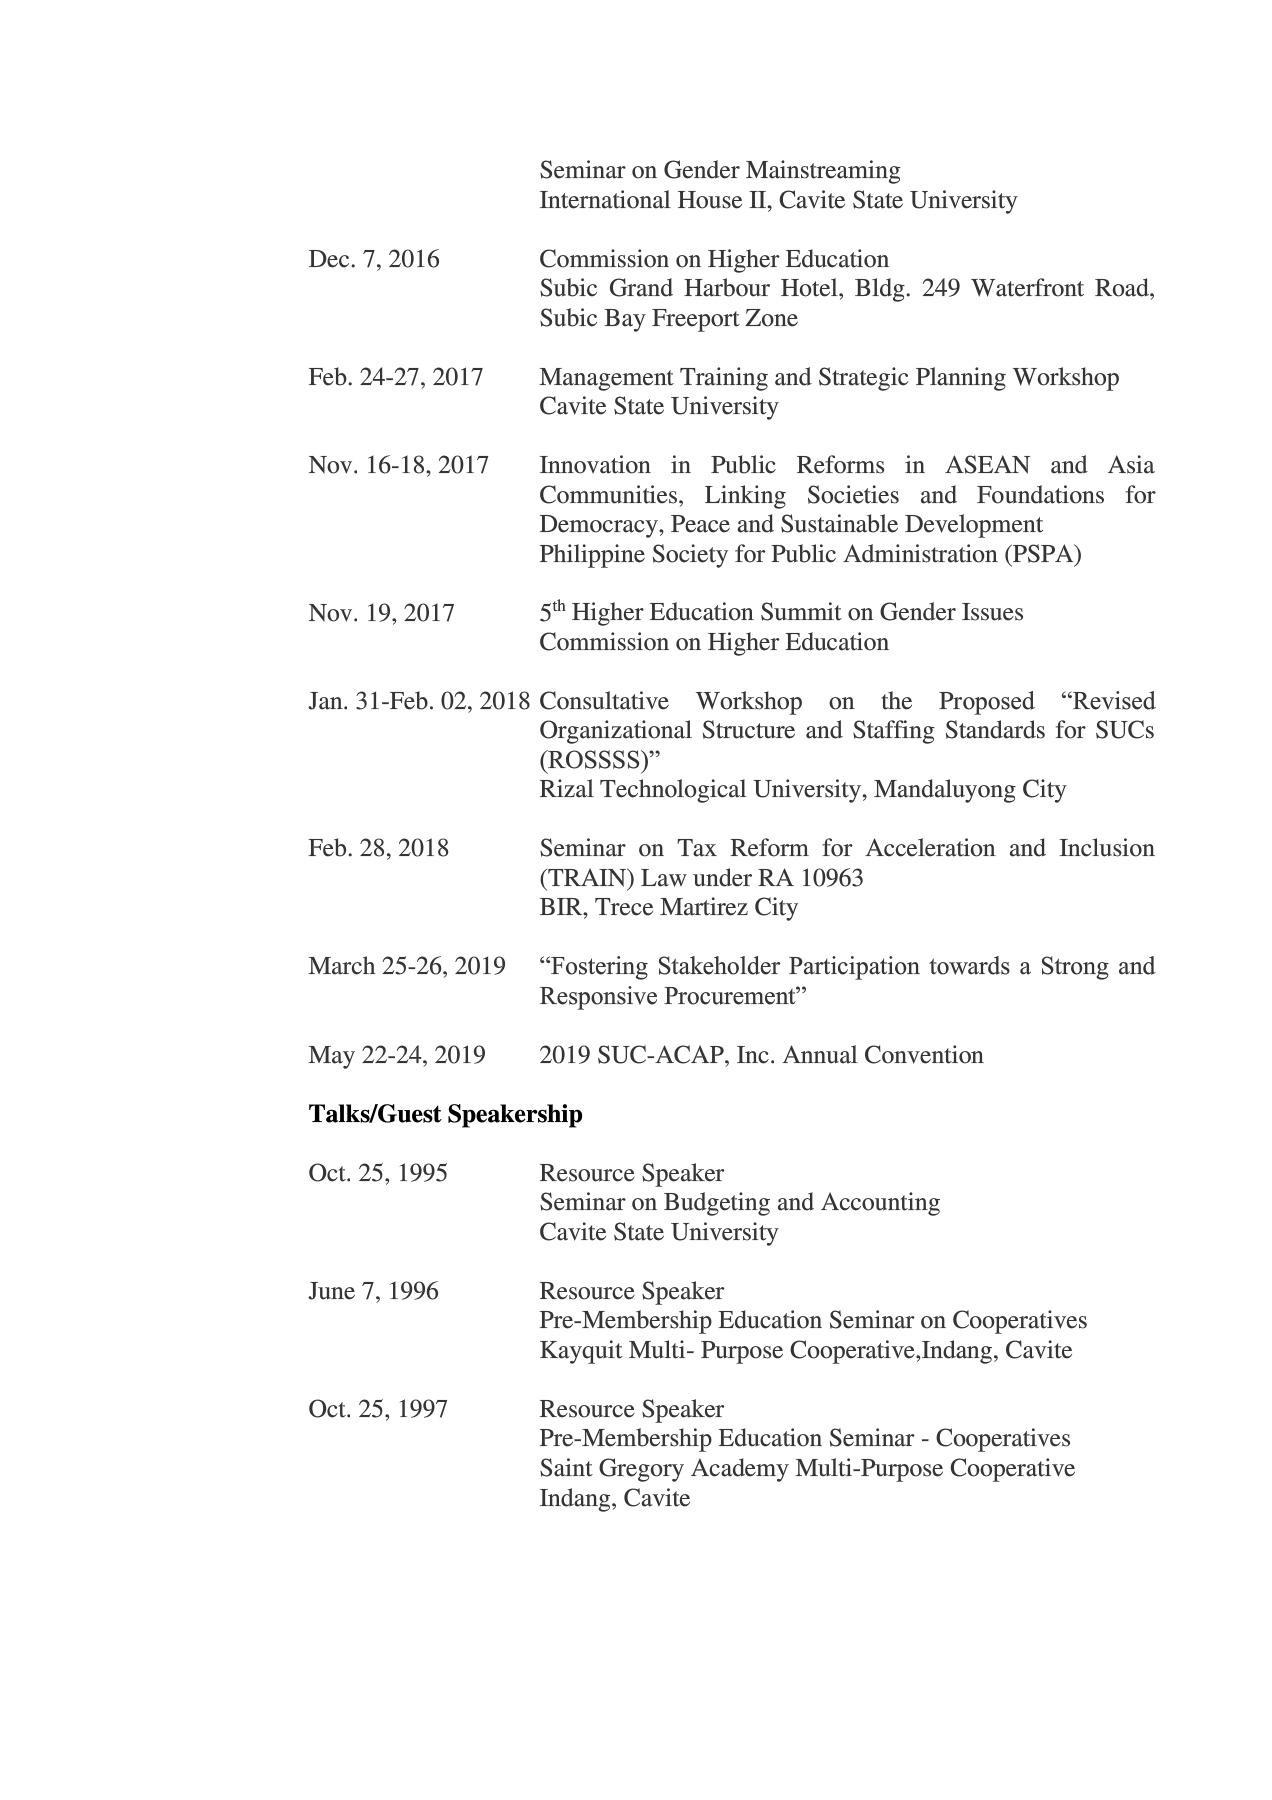 Seminar on Gender Mainstreaming
International House II, Cavite State University
Dec. 7, 2016 Commission on Higher Education
Subic Grand Harbour Hotel, Bldg. 249 Waterfront Road,
Subic Bay Freeport Zone
Feb. 24-27, 2017 Management Training and Strategic Planning Workshop
Cavite State University
Nov. 16-18, 2017 Innovation in Public Reforms in ASEAN and Asia
Communities, Linking Societies and Foundations for
Democracy, Peace and Sustainable Development
Philippine Society for Public Administration (PSPA)
Nov. 19, 2017 5th Higher Education Summit on Gender Issues
Commission on Higher Education
Jan. 31-Feb. 02, 2018 Consultative Workshop on the Proposed “Revised
Organizational Structure and Staffing Standards for SUCs
(ROSSSS)”
Rizal Technological University, Mandaluyong City
Feb. 28, 2018 Seminar on Tax Reform for Acceleration and Inclusion
(TRAIN) Law under RA 10963
BIR, Trece Martirez City
March 25-26, 2019 “Fostering Stakeholder Participation towards a Strong and
Responsive Procurement”
May 22-24, 2019 2019 SUC-ACAP, Inc. Annual Convention
Talks/Guest Speakership
Oct. 25, 1995 Resource Speaker
Seminar on Budgeting and Accounting
Cavite State University
June 7, 1996 Resource Speaker
Pre-Membership Education Seminar on Cooperatives
Kayquit Multi- Purpose Cooperative,Indang, Cavite
Oct. 25, 1997 Resource Speaker
Pre-Membership Education Seminar - Cooperatives
Saint Gregory Academy Multi-Purpose Cooperative
Indang, Cavite